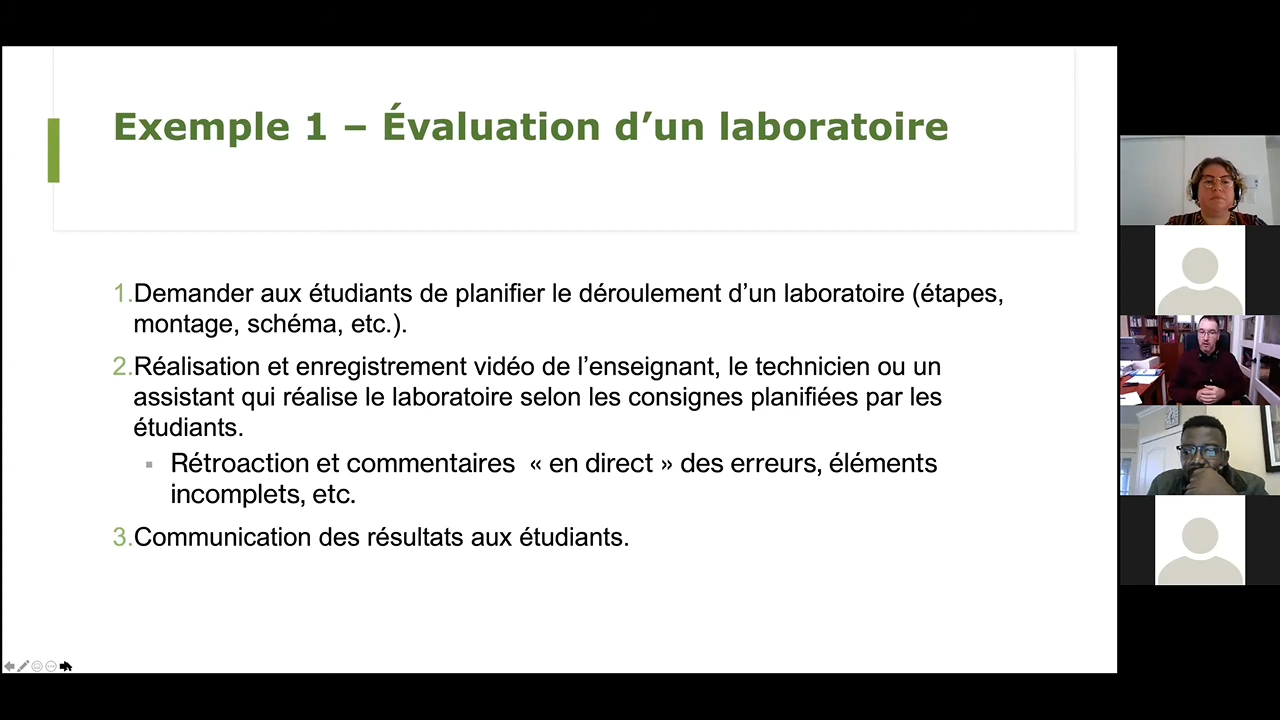 Exemple 1 – Évaluation d’un laboratoire
1.Demander aux étudiants de planifier le déroulement d’un laboratoire (étapes,
montage, schéma, etc.).
2.Réalisation et enregistrement vidéo de l’enseignant, le technicien ou un
assistant qui réalise le laboratoire selon les consignes planifiées par les
étudiants.
▪ Rétroaction et commentaires « en direct » des erreurs, éléments
incomplets, etc.
3.Communication des résultats aux étudiants.